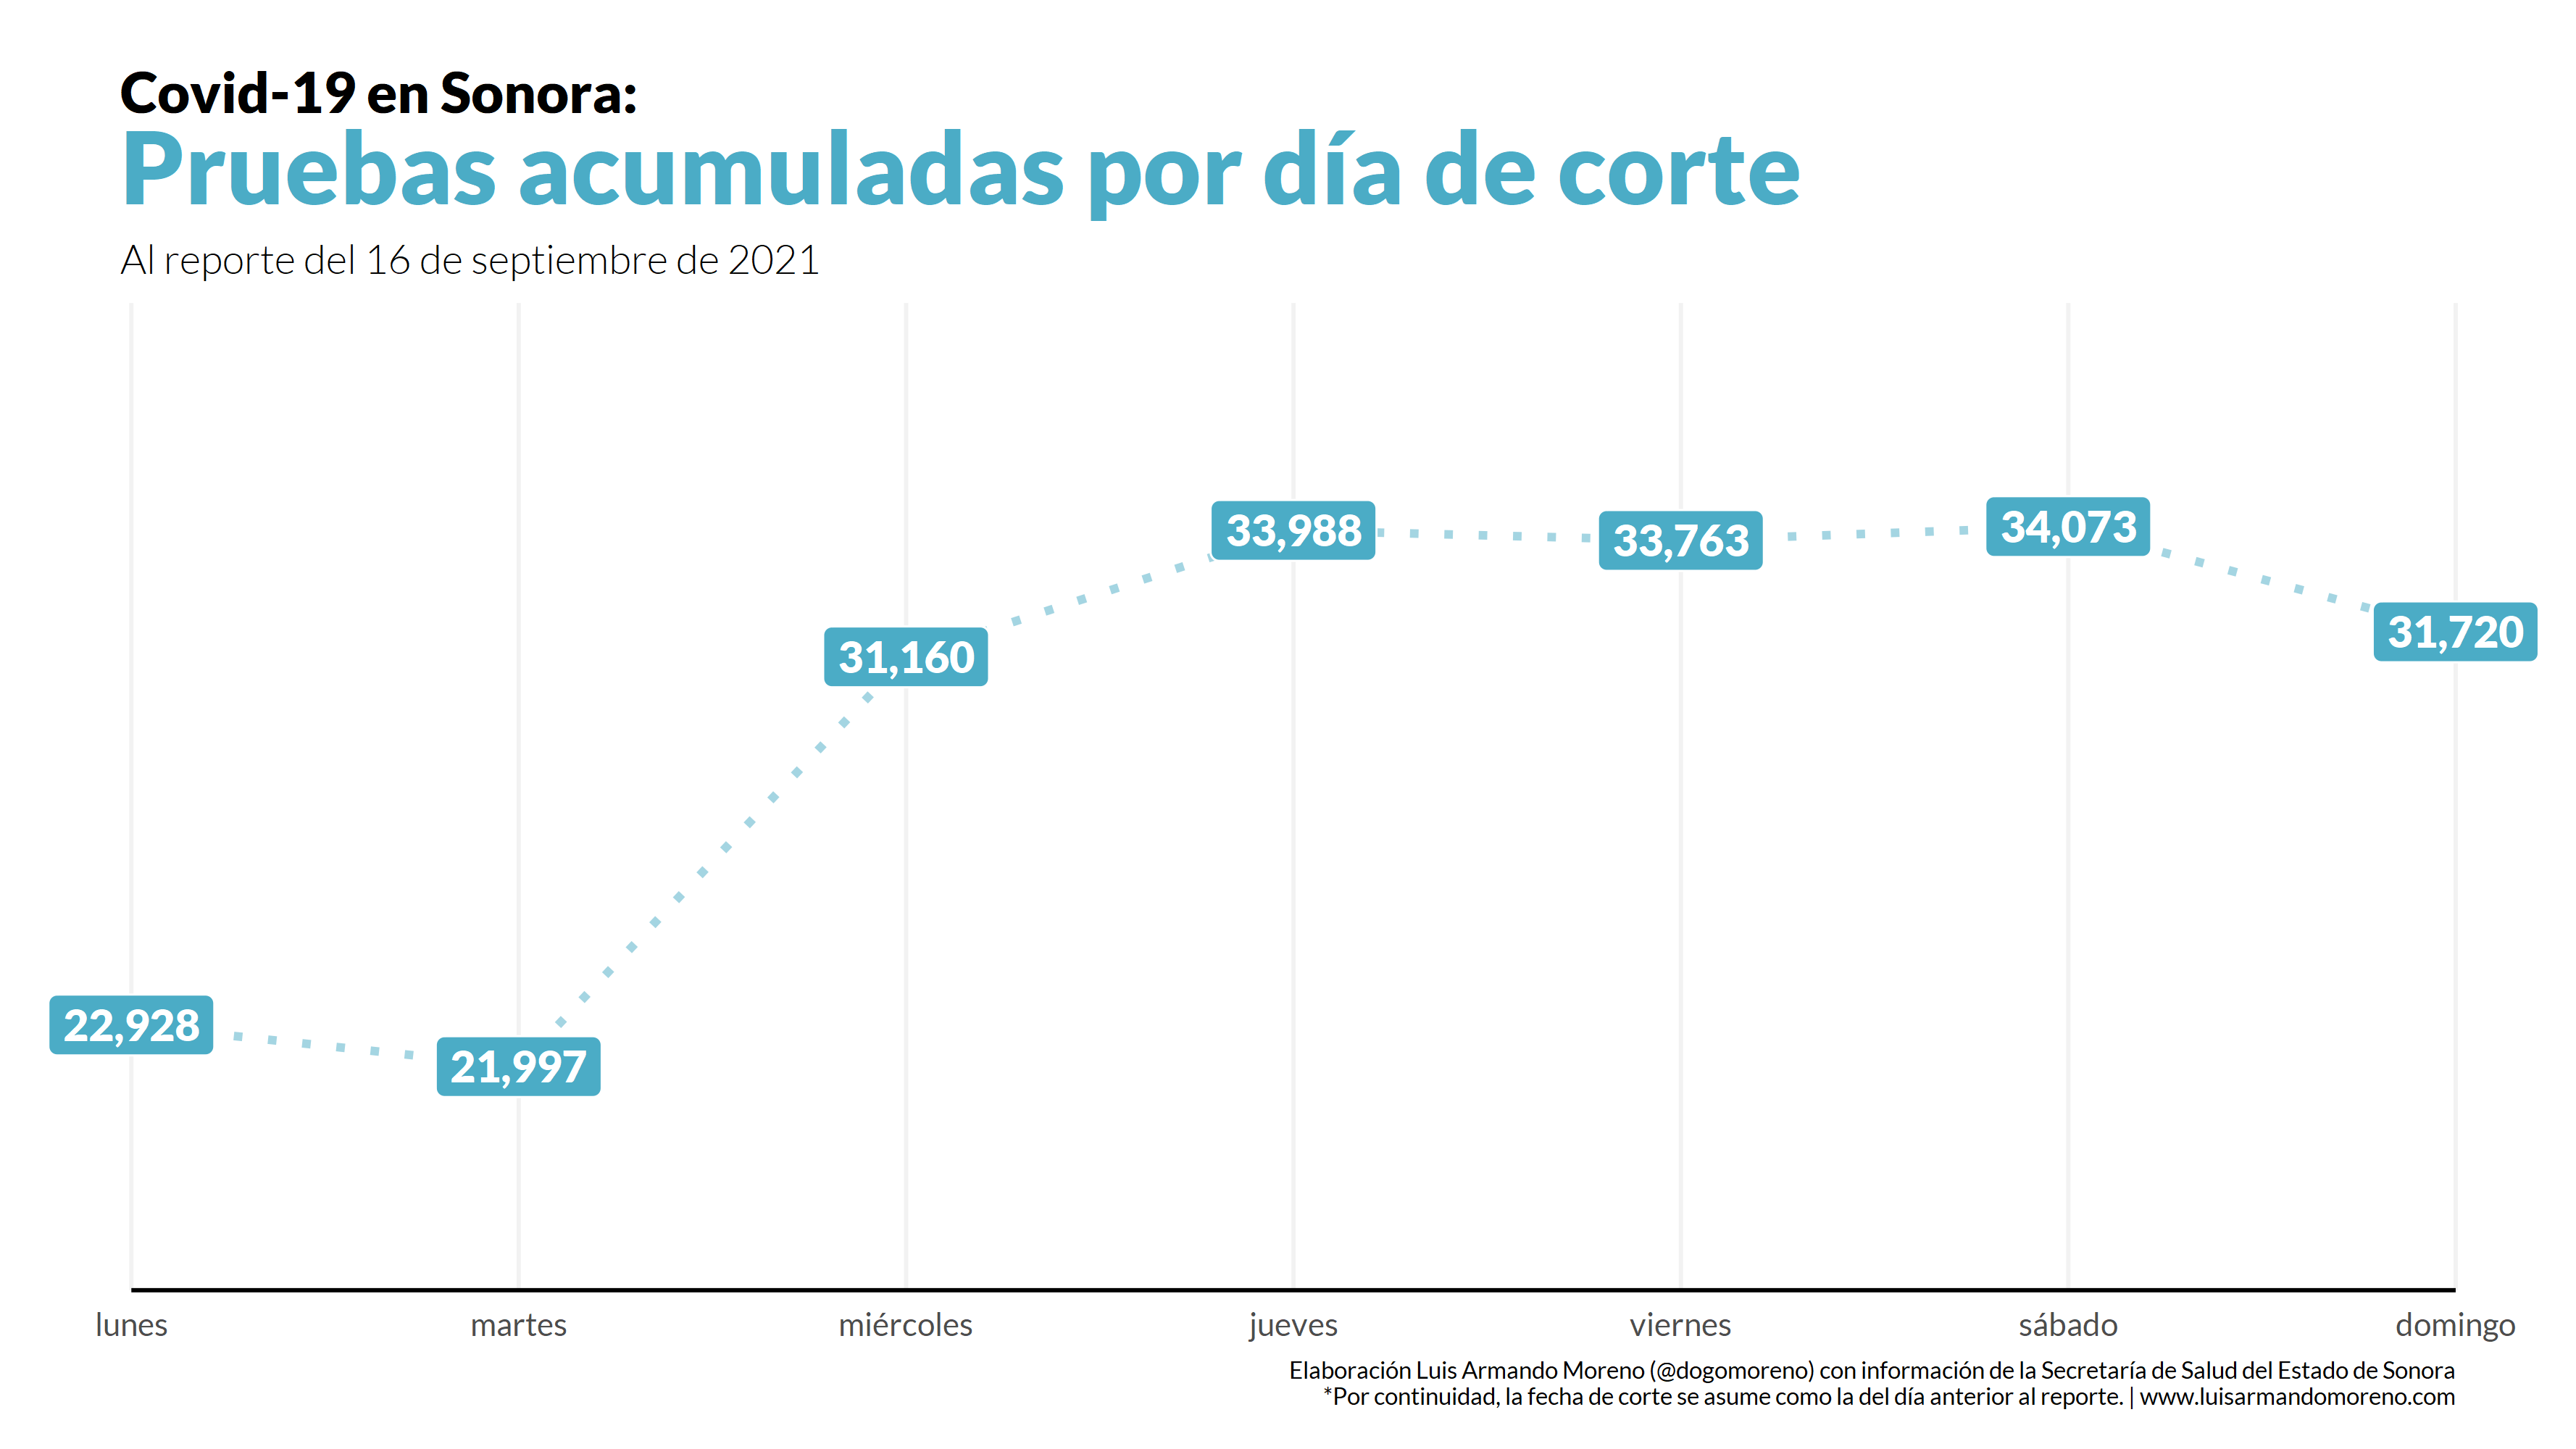 Covid-19 en Sonora:
Pruebas acumuladas por día de corte
Al reporte del 16 de septiembre de 2021
33,988
33,763
34,073
31,160
31,720
22,928
21,997
lunes
martes
miércoles
jueves
viernes
sábado
domingo
Elaboración Luis Armando Moreno (@dogomoreno) con información de la Secretaría de Salud del Estado de Sonora
*Por continuidad, la fecha de corte se asume como la del día anterior al reporte. | www.luisarmandomoreno.com